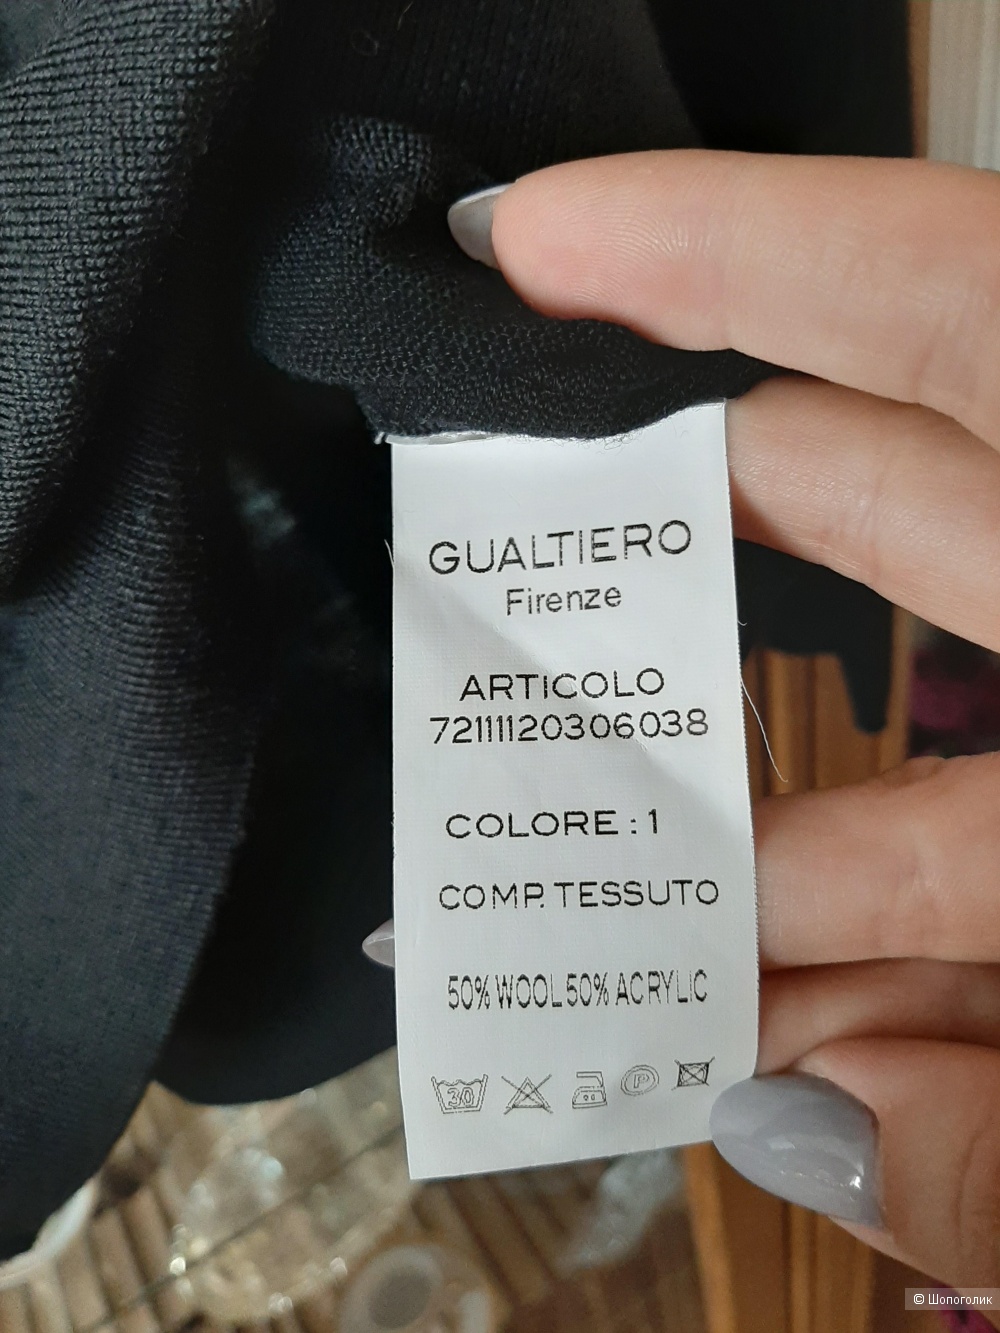 GUALTIERO
Firenze
ARTICOLO
72111120306038
COLORE : 1
COMP. TESSUTO
50% WOOL 50% ACRYLIC
30
P
© Шопоголик